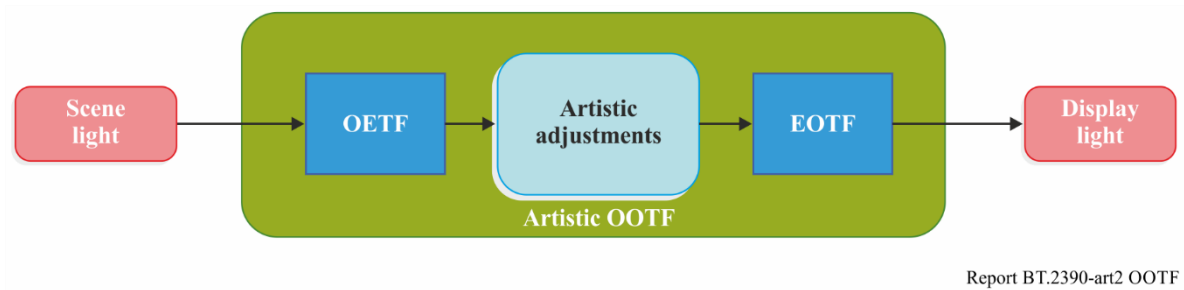 Scene
light
OETF
Artistic
adjustments
EOTF
Display
light
Artistic OOTF
Report BT.2390-art2 OOTF